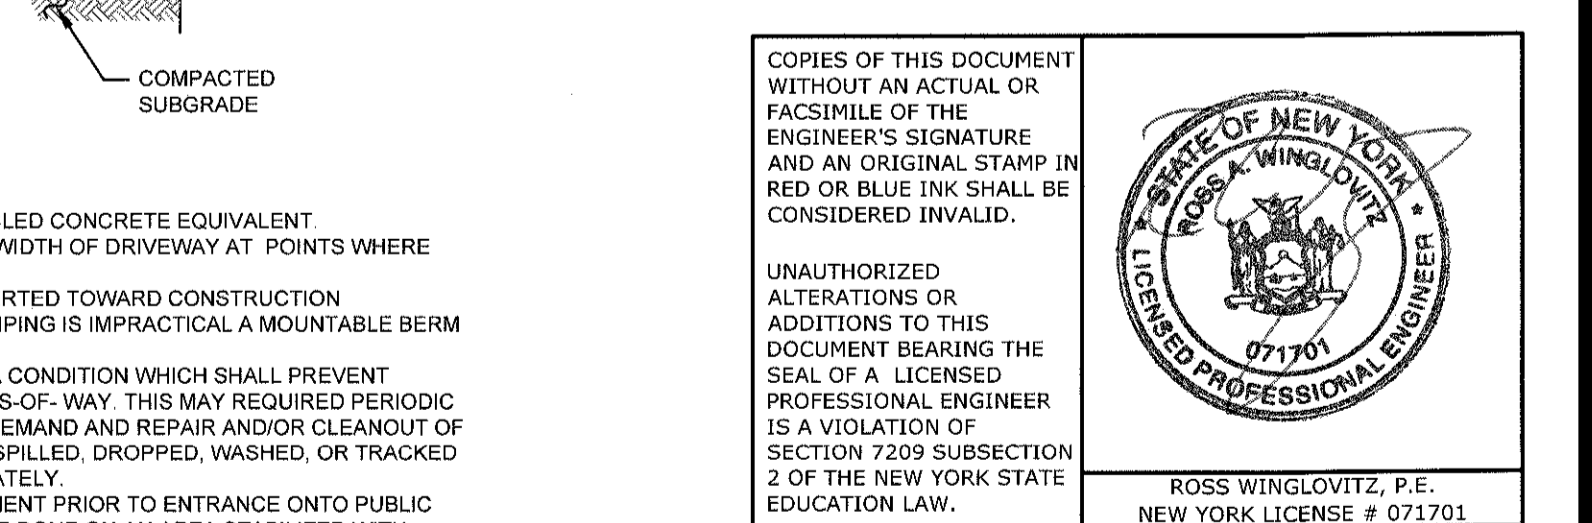 COMPACTED
SUBGRADE
LED CONCRETE EQUIVALENT.
WIDTH OF DRIVEWAY AT POINTS WHERE
RTED TOWARD CONSTRUCTION
PING IS IMPRACTICAL A MOUNTABLE BERM
CONDITION WHICH SHALL PREVENT
S-OF- WAY. THIS MAY REQUIRED PERIODIC
EMAND AND REPAIR AND/OR CLEANOUT OF
SPILLED, DROPPED, WASHED, OR TRACKED
ATELY.
MENT PRIOR TO ENTRANCE ONTO PUBLIC
COPIES OF THIS DOCUMENT
WITHOUT AN ACTUAL OR
FACSIMILE OF THE
ENGINEER'S SIGNATURE
AND AN ORIGINAL STAMP IN
RED OR BLUE INK SHALL BE
CONSIDERED INVALID.
UNAUTHORIZED
ALTERATIONS OR
ADDITIONS TO THIS
DOCUMENT BEARING THE
SEAL OF A LICENSED
PROFESSIONAL ENGINEER
IS A VIOLATION OF
SECTION 7209 SUBSECTION
2 OF THE NEW YORK STATE
EDUCATION LAW.
STATE OF NEW YORK
ROSS A. WINGLOVITZ
071701
★ LICENSED PROFESSIONAL ENGINEER ★
ROSS WINGLOVITZ, P.E.
NEW YORK LICENSE # 071701